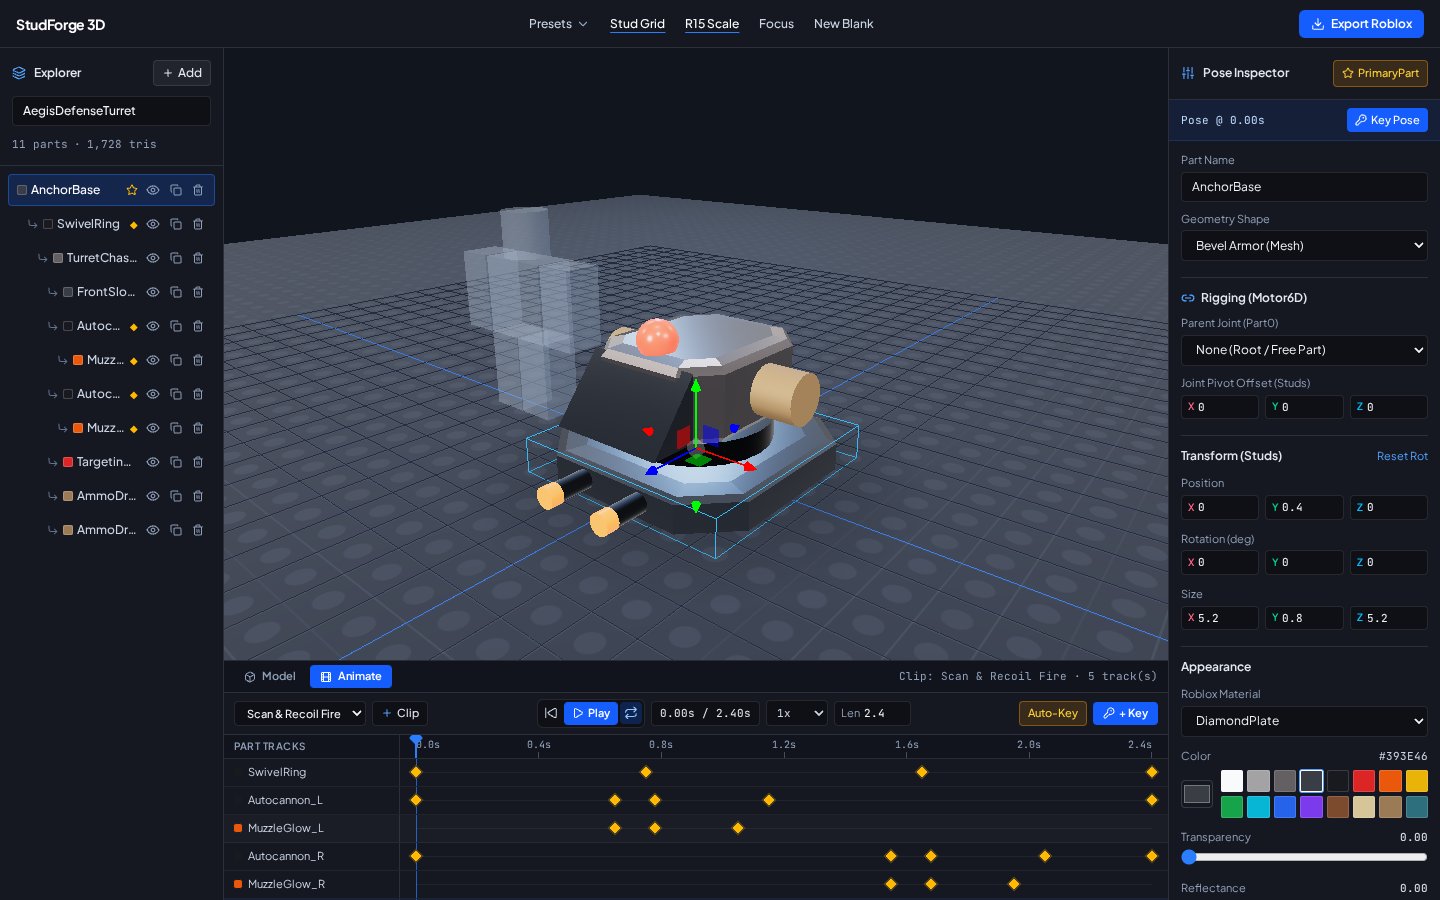 StudForge 3D
Presets
Stud Grid
R15 Scale
Focus
New Blank
Export Roblox
Explorer
+ Add
AegisDefenseTurret
11 parts · 1,728 tris
AnchorBase
SwivelRing
TurretChas...
FrontSlo...
Autoc...
Muzz...
Autoc...
Muzz...
Targetin...
AmmoDr...
AmmoDr...
Model
Animate
Clip: Scan & Recoil Fire · 5 track(s)
Scan & Recoil Fire
+ Clip
Play
0.00s / 2.40s
1x
Len 2.4
Auto-Key
+ Key
PART TRACKS
0.0s 0.4s 0.8s 1.2s 1.6s 2.0s 2.4s
SwivelRing
Autocannon_L
MuzzleGlow_L
Autocannon_R
MuzzleGlow_R
Pose Inspector
PrimaryPart
Pose @ 0.00s
Key Pose
Part Name
AnchorBase
Geometry Shape
Bevel Armor (Mesh)
Rigging (Motor6D)
Parent Joint (Part0)
None (Root / Free Part)
Joint Pivot Offset (Studs)
X 0 Y 0 Z 0
Transform (Studs)
Reset Rot
Position
X 0 Y 0.4 Z 0
Rotation (deg)
X 0 Y 0 Z 0
Size
X 5.2 Y 0.8 Z 5.2
Appearance
Roblox Material
DiamondPlate
Color #393E46
Transparency 0.00
Reflectance 0.00